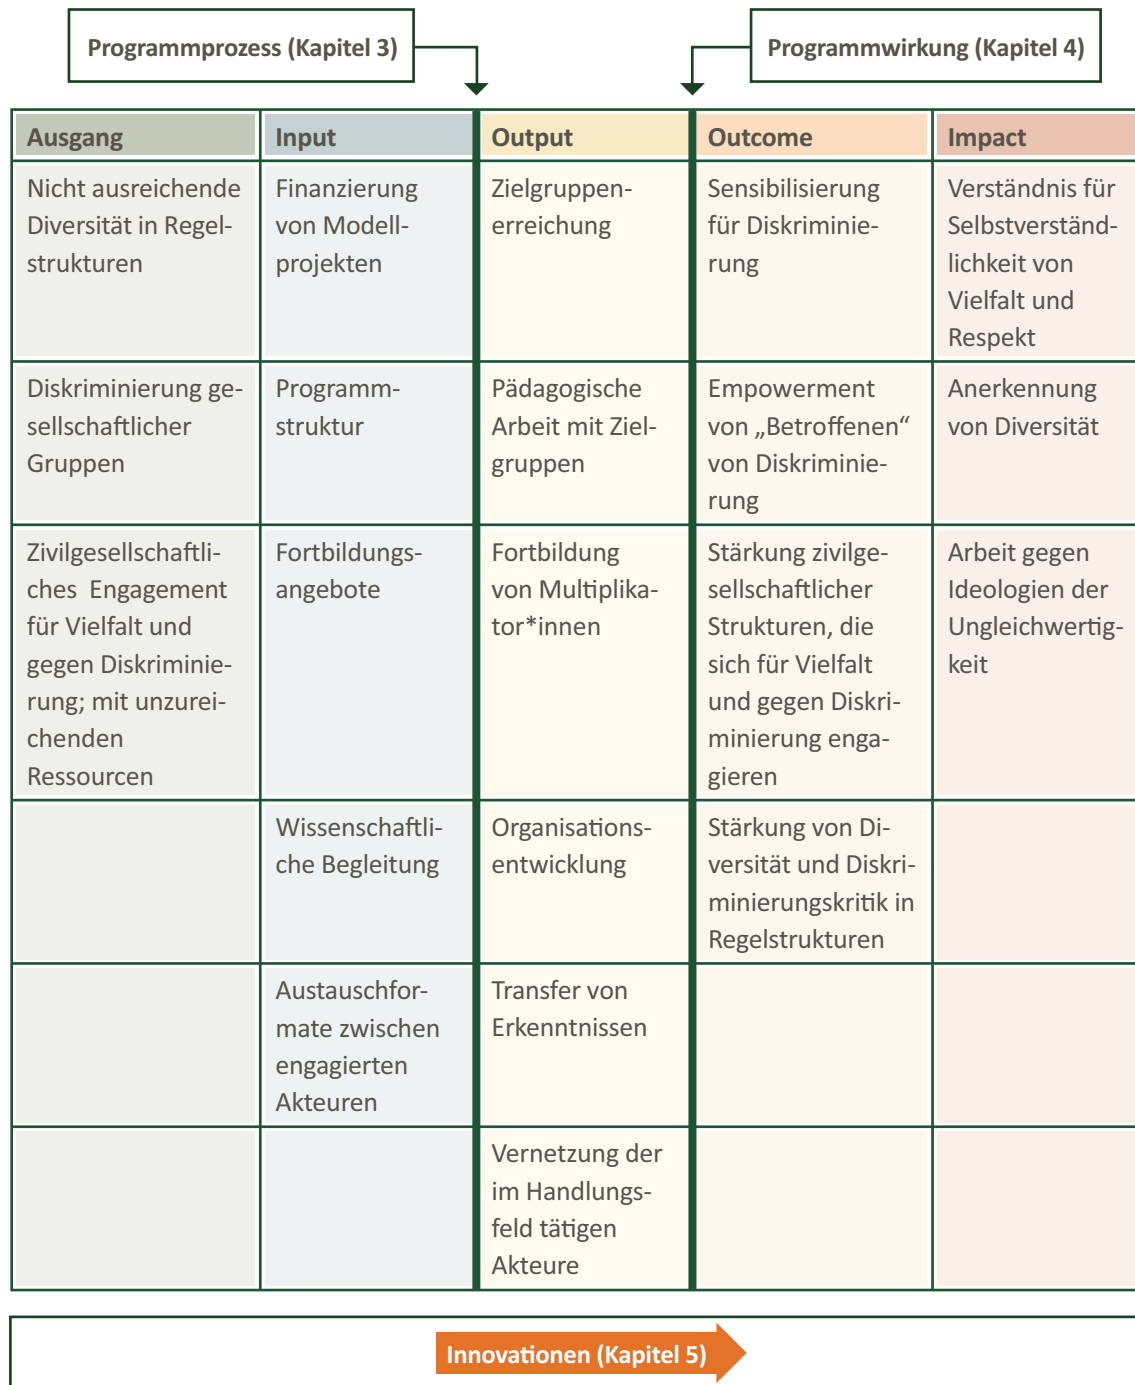 Programmprozess (Kapitel 3)
Programmwirkung (Kapitel 4)
Ausgang
Input
Output
Outcome
Impact
Nicht ausreichende
Diversität in Regel-
strukturen
Finanzierung
von Modell-
projekten
Zielgruppen-
erreichung
Sensibilisierung
für Diskriminie-
rung
Verständnis für
Selbstverständ-
lichkeit von
Vielfalt und
Respekt
Diskriminierung ge-
sellschaftlicher
Gruppen
Programm-
struktur
Pädagogische
Arbeit mit Ziel-
gruppen
Empowerment
von „Betroffenen“
von Diskriminie-
rung
Anerkennung
von Diversität
Zivilgesellschaftli-
ches Engagement
für Vielfalt und
gegen Diskriminie-
rung; mit unzurei-
chenden
Ressourcen
Fortbildungs-
angebote
Fortbildung
von Multiplika-
tor*innen
Stärkung zivilge-
sellschaftlicher
Strukturen, die
sich für Vielfalt
und gegen Diskri-
minierung enga-
gieren
Arbeit gegen
Ideologien der
Ungleichwertig-
keit
Wissenschaftli-
che Begleitung
Organisations-
entwicklung
Stärkung von Di-
versität und Diskri-
minierungskritik in
Regelstrukturen
Austauschfor-
mate zwischen
engagierten
Akteuren
Transfer von
Erkenntnissen
Vernetzung der
im Handlungs-
feld tätigen
Akteure
Innovationen (Kapitel 5)